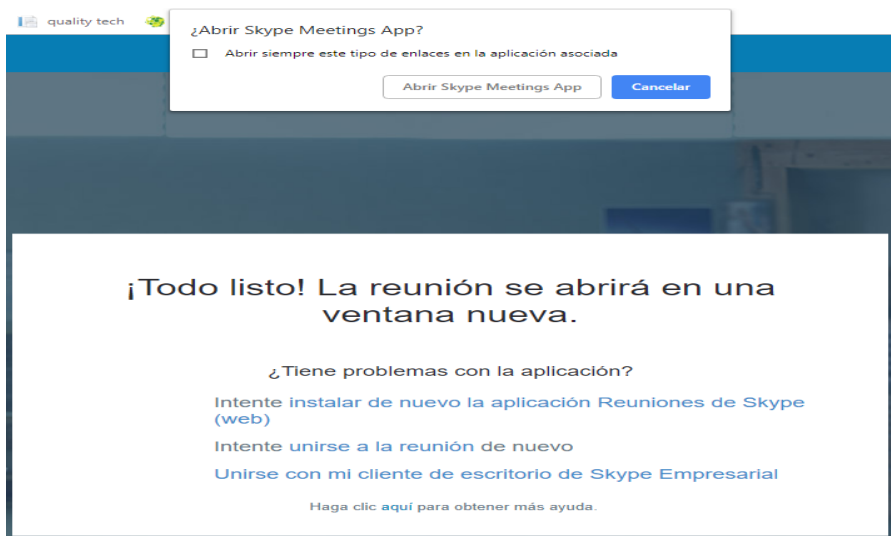 quality tech
¿Abrir Skype Meetings App?
Abrir siempre este tipo de enlaces en la aplicación asociada
Abrir Skype Meetings App
Cancelar
¡Todo listo! La reunión se abrirá en una
ventana nueva.
¿Tiene problemas con la aplicación?
Intente instalar de nuevo la aplicación Reuniones de Skype
(web)
Intente unirse a la reunión de nuevo
Unirse con mi cliente de escritorio de Skype Empresarial
Haga clic aquí para obtener más ayuda.